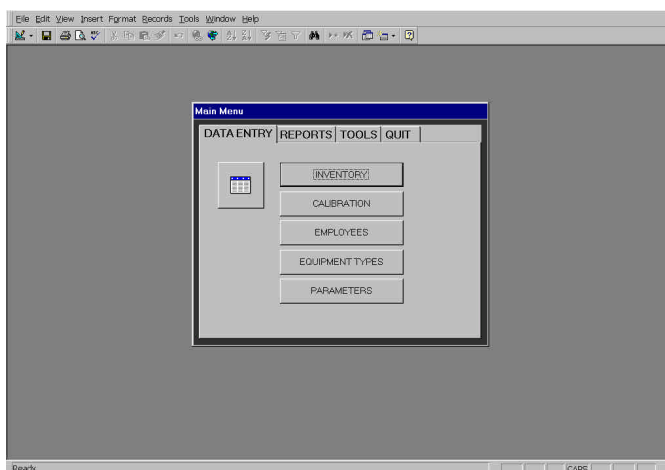 File Edit View Insert Format Records Tools Window Help
Main Menu
DATA ENTRY REPORTS TOOLS QUIT
INVENTORY
CALIBRATION
EMPLOYEES
EQUIPMENT TYPES
PARAMETERS
Ready CAPS